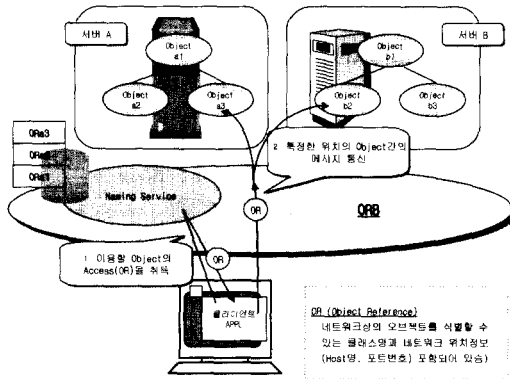 서버 A
서버 B
Object
a1
Object
a2
Object
a3
Object
b1
Object
b2
Object
b3
ORa3
ORa1
Naming Service
2 특정한 위치의 Object간의
메시지 통신
OR
ORB
1 이용할 Object의
Access(OR)을 취득
OR
클라이언트
APPL
OR (Object Reference)
네트워크상의 오브젝트를 식별할 수
있는 클래스명과 네트워크 위치정보
(Host명, 포트번호) 포함되어 있슴)